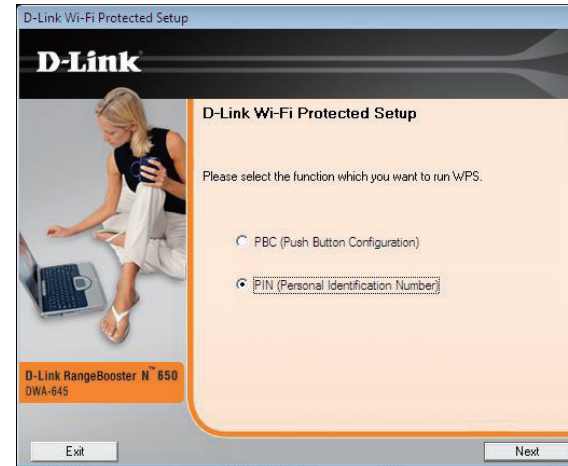 D-Link Wi-Fi Protected Setup
D-Link
D-Link Wi-Fi Protected Setup
Please select the function which you want to run WPS.
PBC (Push Button Configuration)
PIN (Personal Identification Number)
D-Link RangeBooster N™ 650
DWA-645
Exit
Next